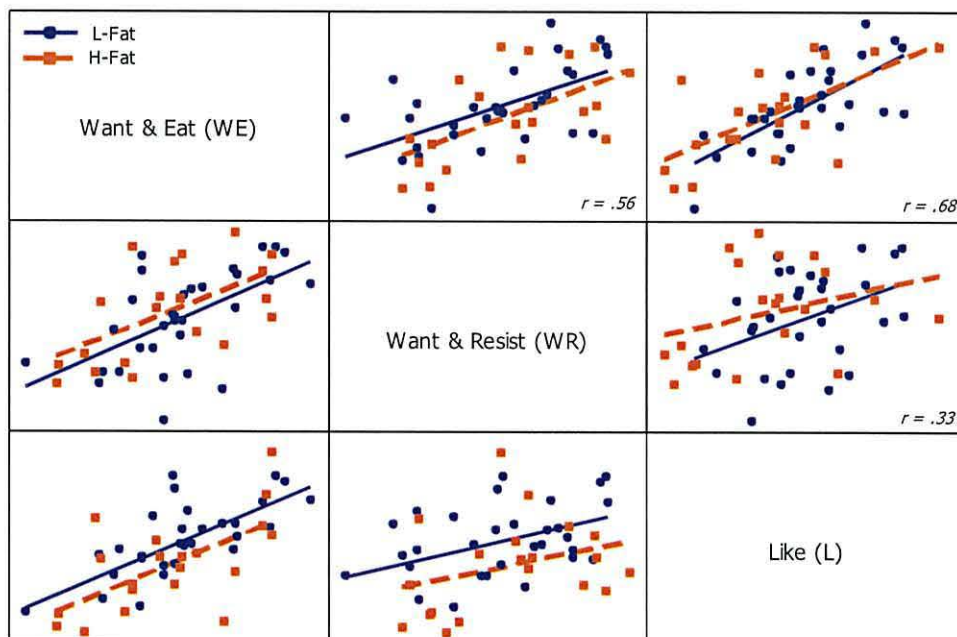 L-Fat
H-Fat
Want & Eat (WE)
r = .56
r = .68
Want & Resist (WR)
r = .33
Like (L)